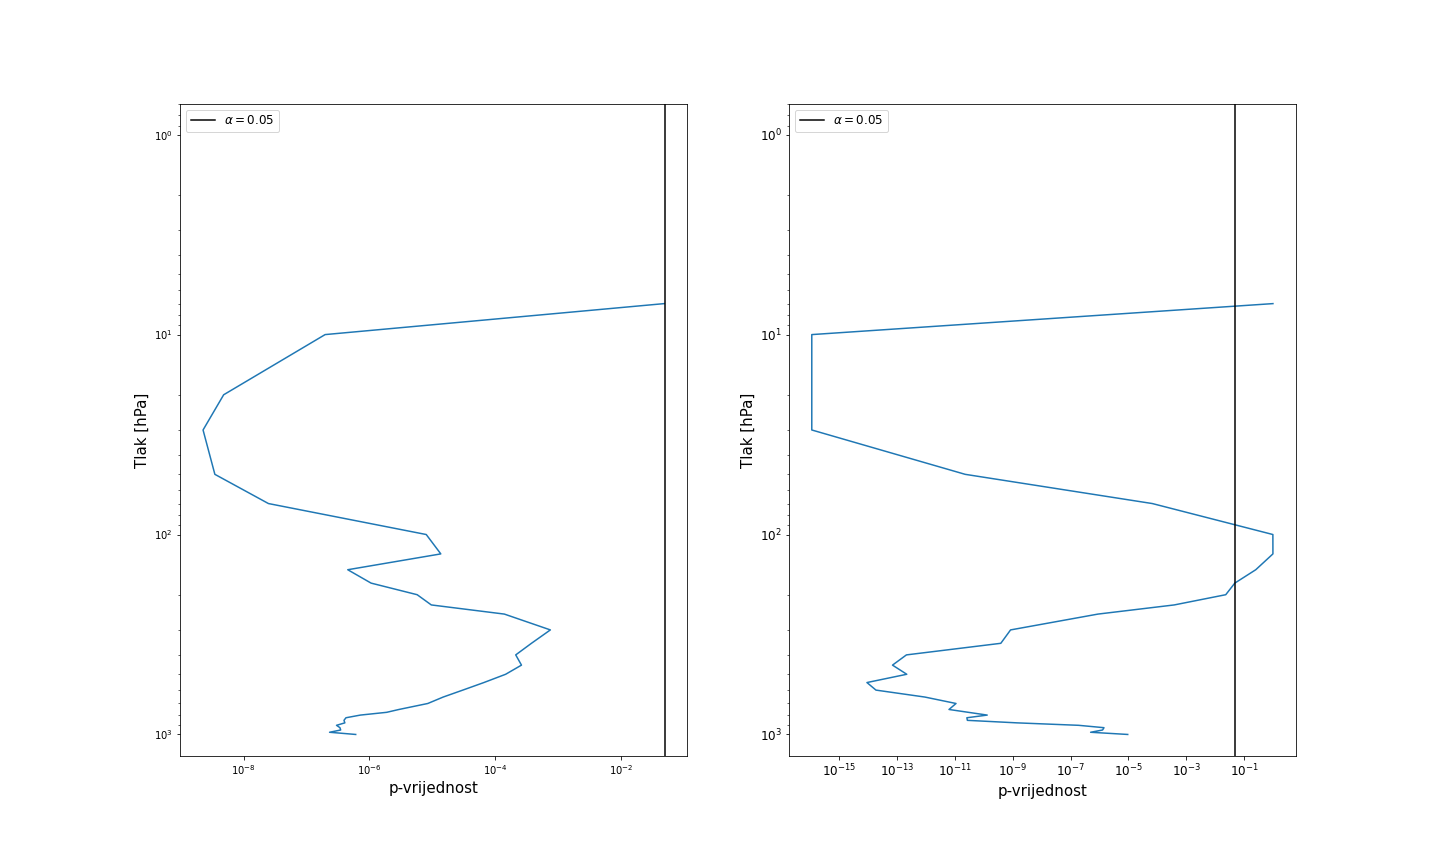 α = 0.05
10⁰
10¹
10²
10³
Tlak [hPa]
10⁻⁸ 10⁻⁶ 10⁻⁴ 10⁻²
p-vrijednost
α = 0.05
10⁰
10¹
10²
10³
Tlak [hPa]
10⁻¹⁵ 10⁻¹³ 10⁻¹¹ 10⁻⁹ 10⁻⁷ 10⁻⁵ 10⁻³ 10⁻¹
p-vrijednost